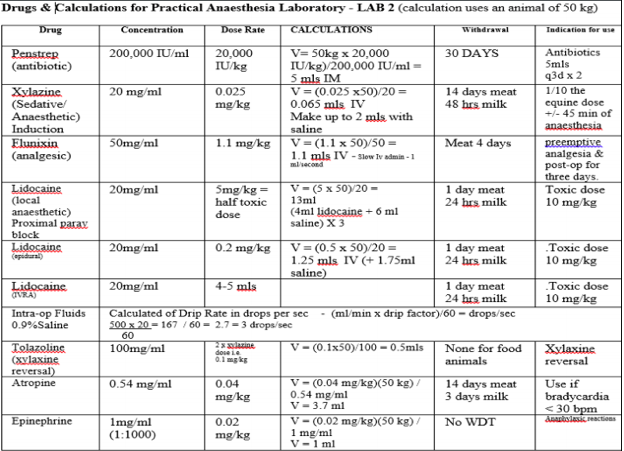 Drugs & Calculations for Practical Anaesthesia Laboratory - LAB 2 (calculation uses an animal of 50 kg)
Drug Concentration Dose Rate CALCULATIONS Withdrawal Indication for use
Penstrep 200,000 IU/ml 20,000 V= 50kg x 20,000 30 DAYS Antibiotics
(antibiotic) IU/kg IU/kg)/200,000 IU/ml = 5mls
5 mls IM q3d x 2
Xylazine 20 mg/ml 0.025 V = (0.025 x50)/20 = 14 days meat 1/10 the
(Sedative/ mg/kg 0.065 mls IV 48 hrs milk equine dose
Anaesthetic) Make up to 2 mls with +/- 45 min of
Induction saline anaesthesia
Flunixin 50mg/ml 1.1 mg/kg V = (1.1 x 50)/50 = Meat 4 days preemptive
(analgesic) 1.1 mls IV - Slow Iv admin - 1 analgesia &
ml/second post-op for
three days.
Lidocaine 20mg/ml 5mg/kg = V = (5 x 50)/20 = 1 day meat Toxic dose
(local half toxic 13ml 24 hrs milk 10 mg/kg
anaesthetic) dose (4ml lidocaine + 6 ml
Proximal parav saline) X 3
block
Lidocaine 20mg/ml 0.2 mg/kg V = (0.5 x 50)/20 = 1 day meat .Toxic dose
(epidural) 1.25 mls IV (+ 1.75ml 24 hrs milk 10 mg/kg
saline)
Lidocaine 20mg/ml 4-5 mls 1 day meat .Toxic dose
(IVRA) 24 hrs milk 10 mg/kg
Intra-op Fluids Calculated of Drip Rate in drops per sec - (ml/min x drip factor)/60 = drops/sec
0.9%Saline 500 x 20 = 167 / 60 = 2.7 = 3 drops/sec
60
Tolazoline 100mg/ml 2 x xylazine V = (0.1x50)/100 = 0.5mls None for food Xylazine
(xylaxine dose i.e. animals reversal
reversal) 0.1 mg/kg
Atropine 0.54 mg/ml 0.04 V = (0.04 mg/kg)(50 kg) / 14 days meat Use if
mg/kg 0.54 mg/ml 3 days milk bradycardia
V = 3.7 ml < 30 bpm
Epinephrine 1mg/ml 0.02 V = (0.02 mg/kg)(50 kg) / No WDT Anaphylaxic reactions
(1:1000) mg/kg 1 mg/ml
V = 1 ml